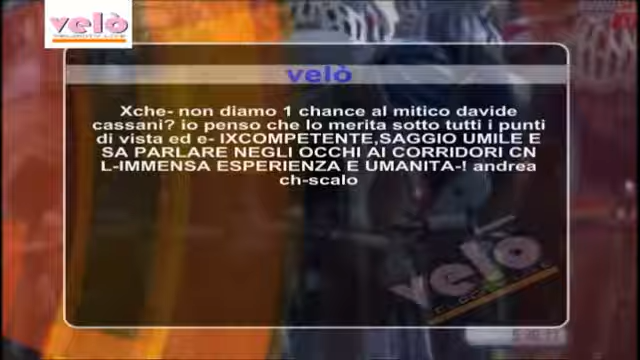 velò
velò
Xche- non diamo 1 chance al mitico davide
cassani? io penso che lo merita sotto tutti i punti
di vista ed e- IXCOMPETENTE,SAGGIO UMILE E
SA PARLARE NEGLI OCCHI AI CORRIDORI CN
L-IMMENSA ESPERIENZA E UMANITA-! andrea
ch-scalo
velò